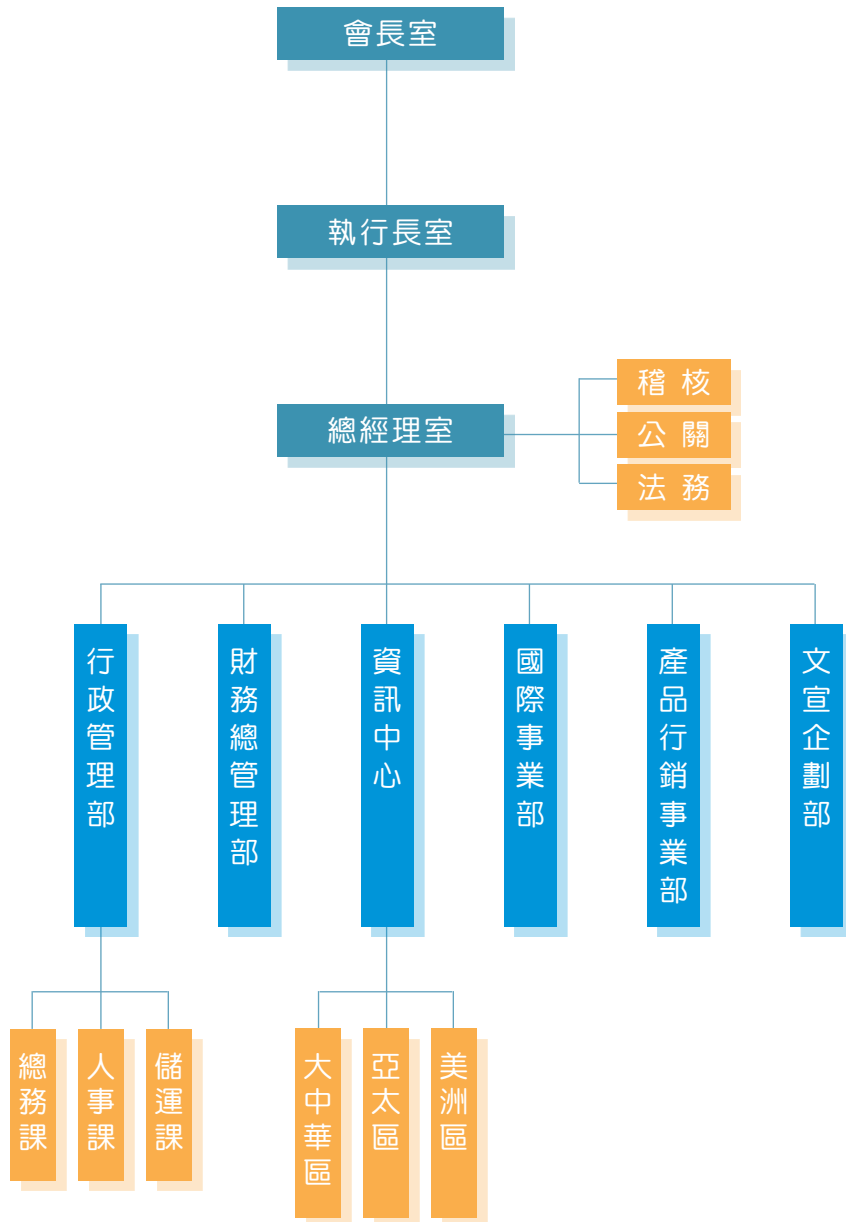 會長室
執行長室
總經理室
稽核
公關
法務
行政管理部
財務總管理部
資訊中心
國際事業部
產品行銷事業部
文宣企劃部
總務課
人事課
儲運課
大中華區
亞太區
美洲區